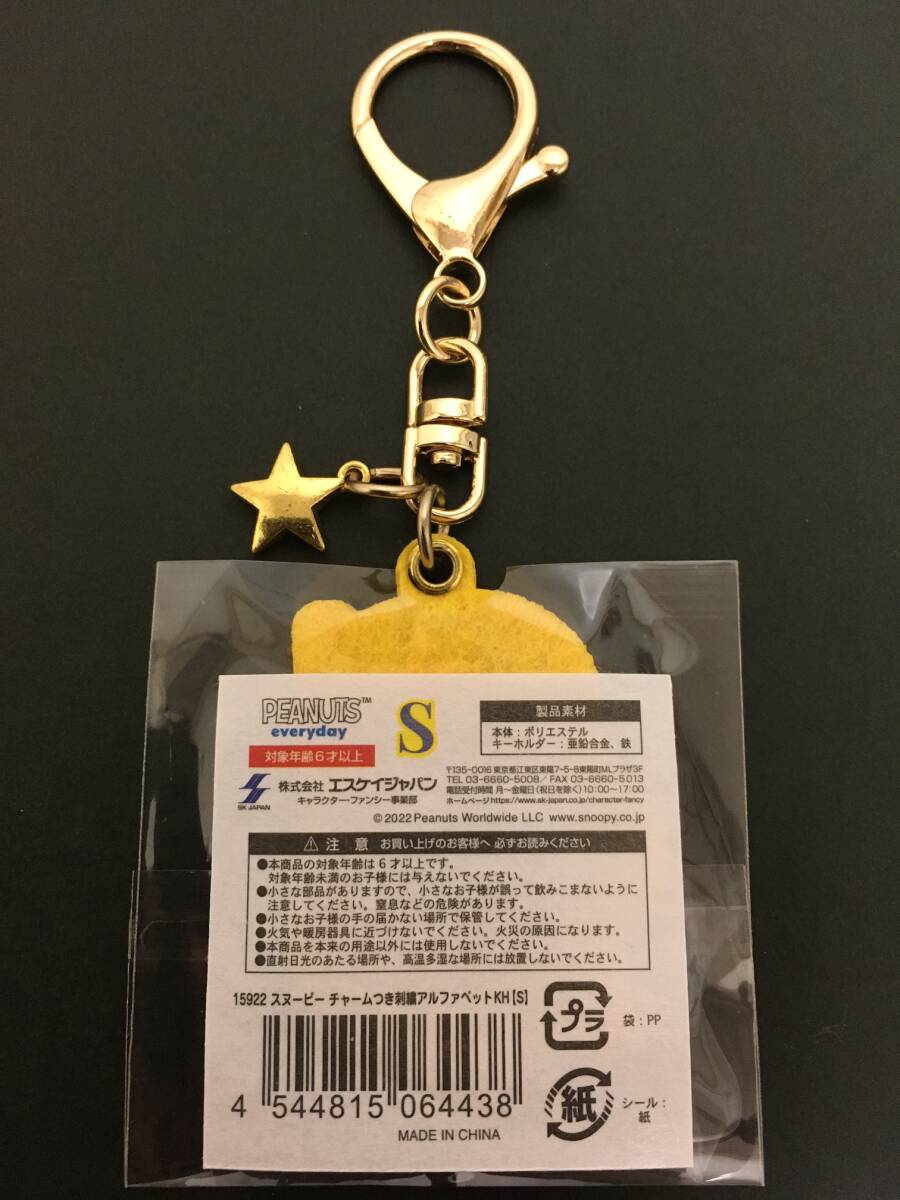 PEANUTS™
everyday
S
対象年齢6才以上
製品素材
本体：ポリエステル
キーホルダー：亜鉛合金、鉄
SK JAPAN
株式会社 エスケイジャパン
キャラクター・ファンシー事業部
〒135-0016 東京都江東区東陽7-5-8東陽町MLプラザ3F
TEL 03-6660-5008／FAX 03-6660-5013
電話受付時間 月〜金曜日(祝日を除く)10:00〜17:00
ホームページhttps://www.sk-japan.co.jp/character-fancy
©2022 Peanuts Worldwide LLC www.snoopy.co.jp
⚠注 意 お買い上げのお客様へ 必ずお読みください
●本商品の対象年齢は6才以上です。
対象年齢未満のお子様には与えないでください。
●小さな部品がありますので、小さなお子様が誤って飲みこまないように
注意してください。窒息などの危険があります。
●小さなお子様の手の届かない場所で保管してください。
●火気や暖房器具に近づけないでください。火災の原因になります。
●本商品を本来の用途以外には使用しないでください。
●直射日光のあたる場所や、高温多湿な場所には放置しないでください。
15922 スヌーピー チャームつき刺繍アルファベットKH【S】
4 544815 064438
MADE IN CHINA
プラ
袋：PP
紙
シール：
紙